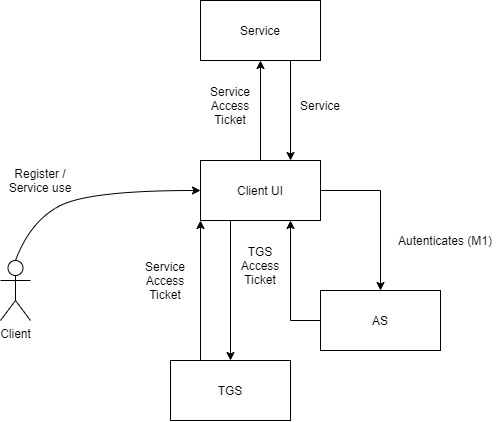 Service
Service
Access
Ticket
Service
Register /
Service use
Client UI
Authenticates (M1)
Service
Access
Ticket
TGS
Access
Ticket
AS
Client
TGS